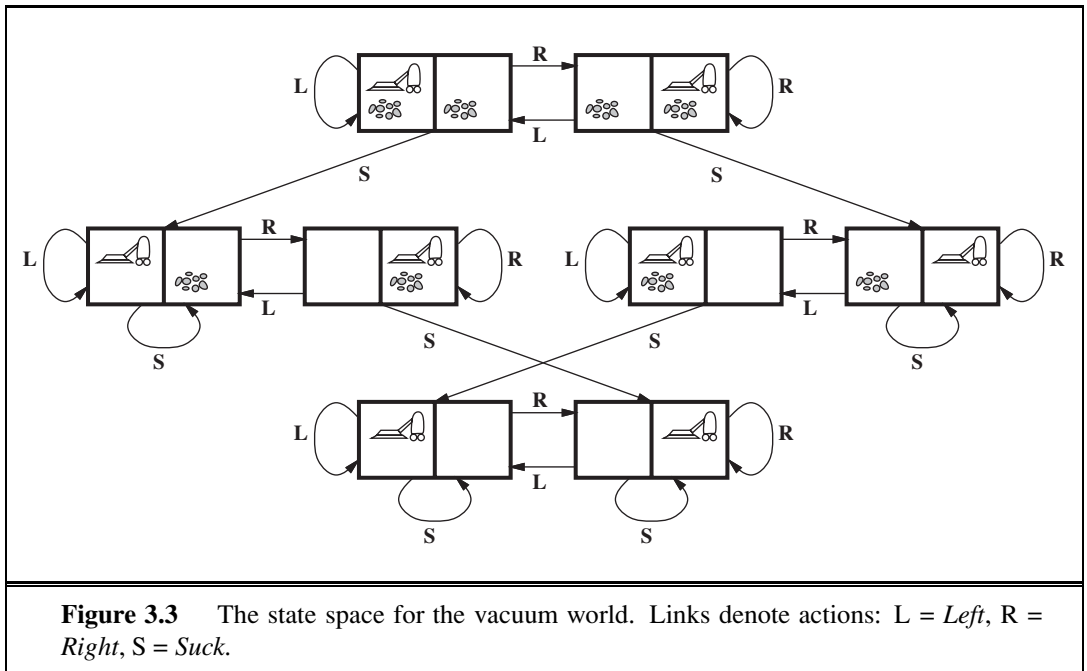 R
L
R
L
S
S
R
R
L
R
L
R
L
L
S
S
S
S
R
L
R
L
S
S
Figure 3.3 The state space for the vacuum world. Links denote actions: L = Left, R =
Right, S = Suck.